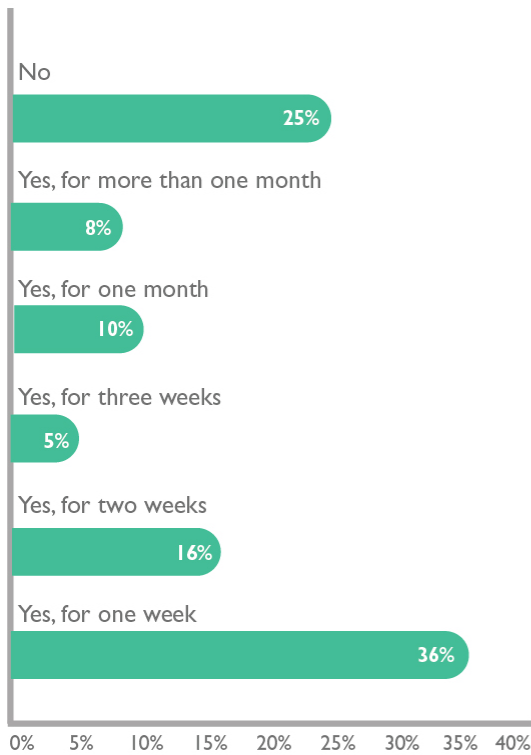 No
25%
Yes, for more than one month
8%
Yes, for one month
10%
Yes, for three weeks
5%
Yes, for two weeks
16%
Yes, for one week
36%
0% 5% 10% 15% 20% 25% 30% 35% 40%